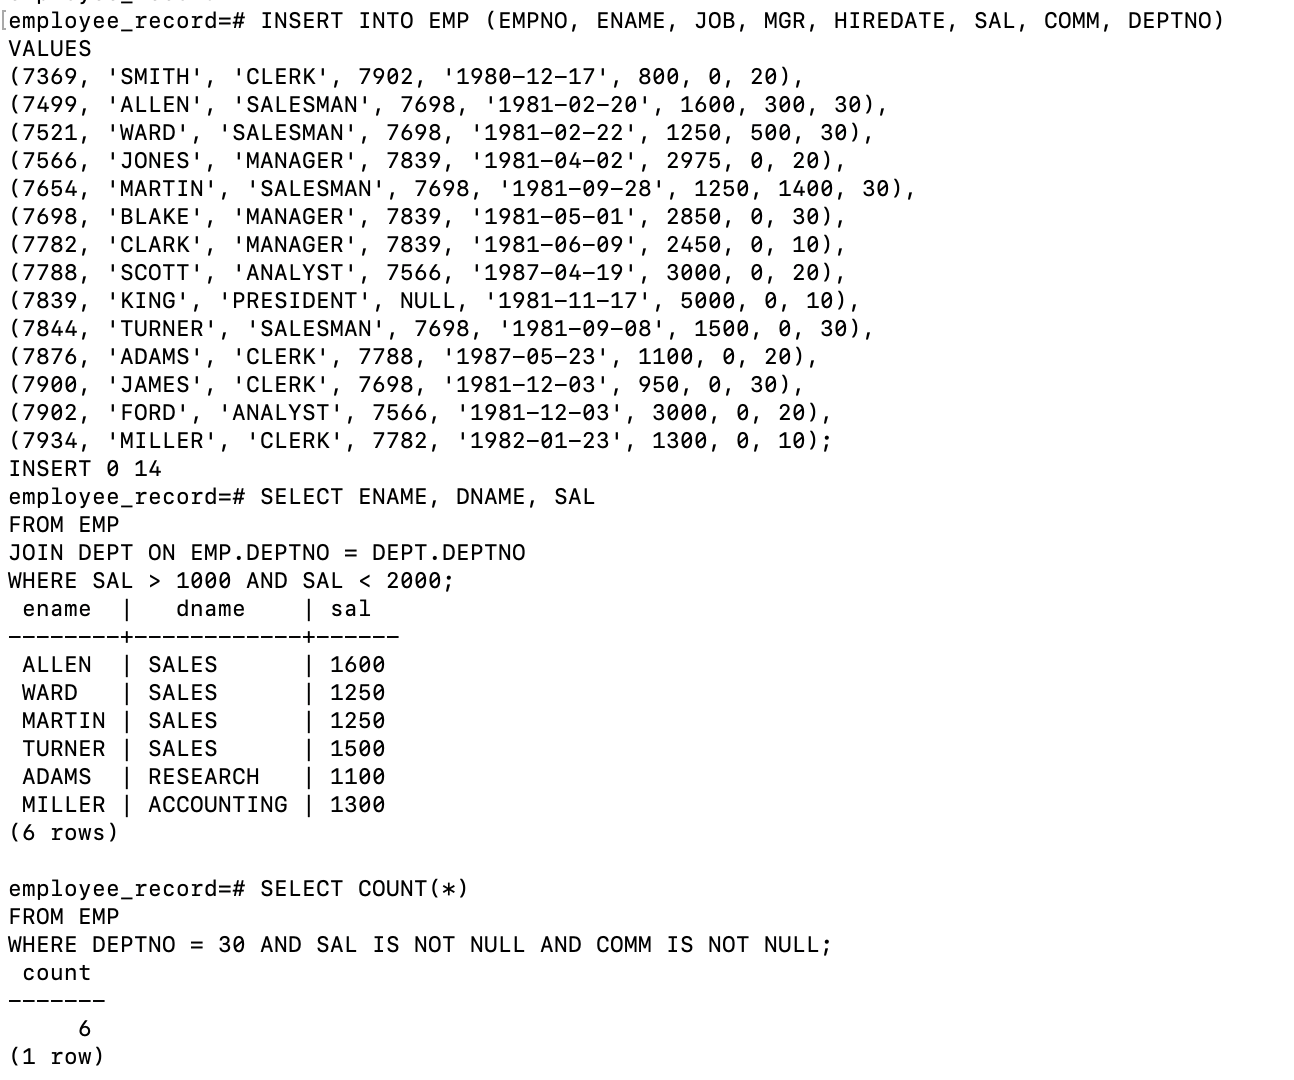 employee_record=# INSERT INTO EMP (EMPNO, ENAME, JOB, MGR, HIREDATE, SAL, COMM, DEPTNO)
VALUES
(7369, 'SMITH', 'CLERK', 7902, '1980-12-17', 800, 0, 20),
(7499, 'ALLEN', 'SALESMAN', 7698, '1981-02-20', 1600, 300, 30),
(7521, 'WARD', 'SALESMAN', 7698, '1981-02-22', 1250, 500, 30),
(7566, 'JONES', 'MANAGER', 7839, '1981-04-02', 2975, 0, 20),
(7654, 'MARTIN', 'SALESMAN', 7698, '1981-09-28', 1250, 1400, 30),
(7698, 'BLAKE', 'MANAGER', 7839, '1981-05-01', 2850, 0, 30),
(7782, 'CLARK', 'MANAGER', 7839, '1981-06-09', 2450, 0, 10),
(7788, 'SCOTT', 'ANALYST', 7566, '1987-04-19', 3000, 0, 20),
(7839, 'KING', 'PRESIDENT', NULL, '1981-11-17', 5000, 0, 10),
(7844, 'TURNER', 'SALESMAN', 7698, '1981-09-08', 1500, 0, 30),
(7876, 'ADAMS', 'CLERK', 7788, '1987-05-23', 1100, 0, 20),
(7900, 'JAMES', 'CLERK', 7698, '1981-12-03', 950, 0, 30),
(7902, 'FORD', 'ANALYST', 7566, '1981-12-03', 3000, 0, 20),
(7934, 'MILLER', 'CLERK', 7782, '1982-01-23', 1300, 0, 10);
INSERT 0 14
employee_record=# SELECT ENAME, DNAME, SAL
FROM EMP
JOIN DEPT ON EMP.DEPTNO = DEPT.DEPTNO
WHERE SAL > 1000 AND SAL < 2000;
 ename  |   dname    | sal
--------+------------+------
 ALLEN  | SALES      | 1600
 WARD   | SALES      | 1250
 MARTIN | SALES      | 1250
 TURNER | SALES      | 1500
 ADAMS  | RESEARCH   | 1100
 MILLER | ACCOUNTING | 1300
(6 rows)

employee_record=# SELECT COUNT(*)
FROM EMP
WHERE DEPTNO = 30 AND SAL IS NOT NULL AND COMM IS NOT NULL;
 count
-------
     6
(1 row)